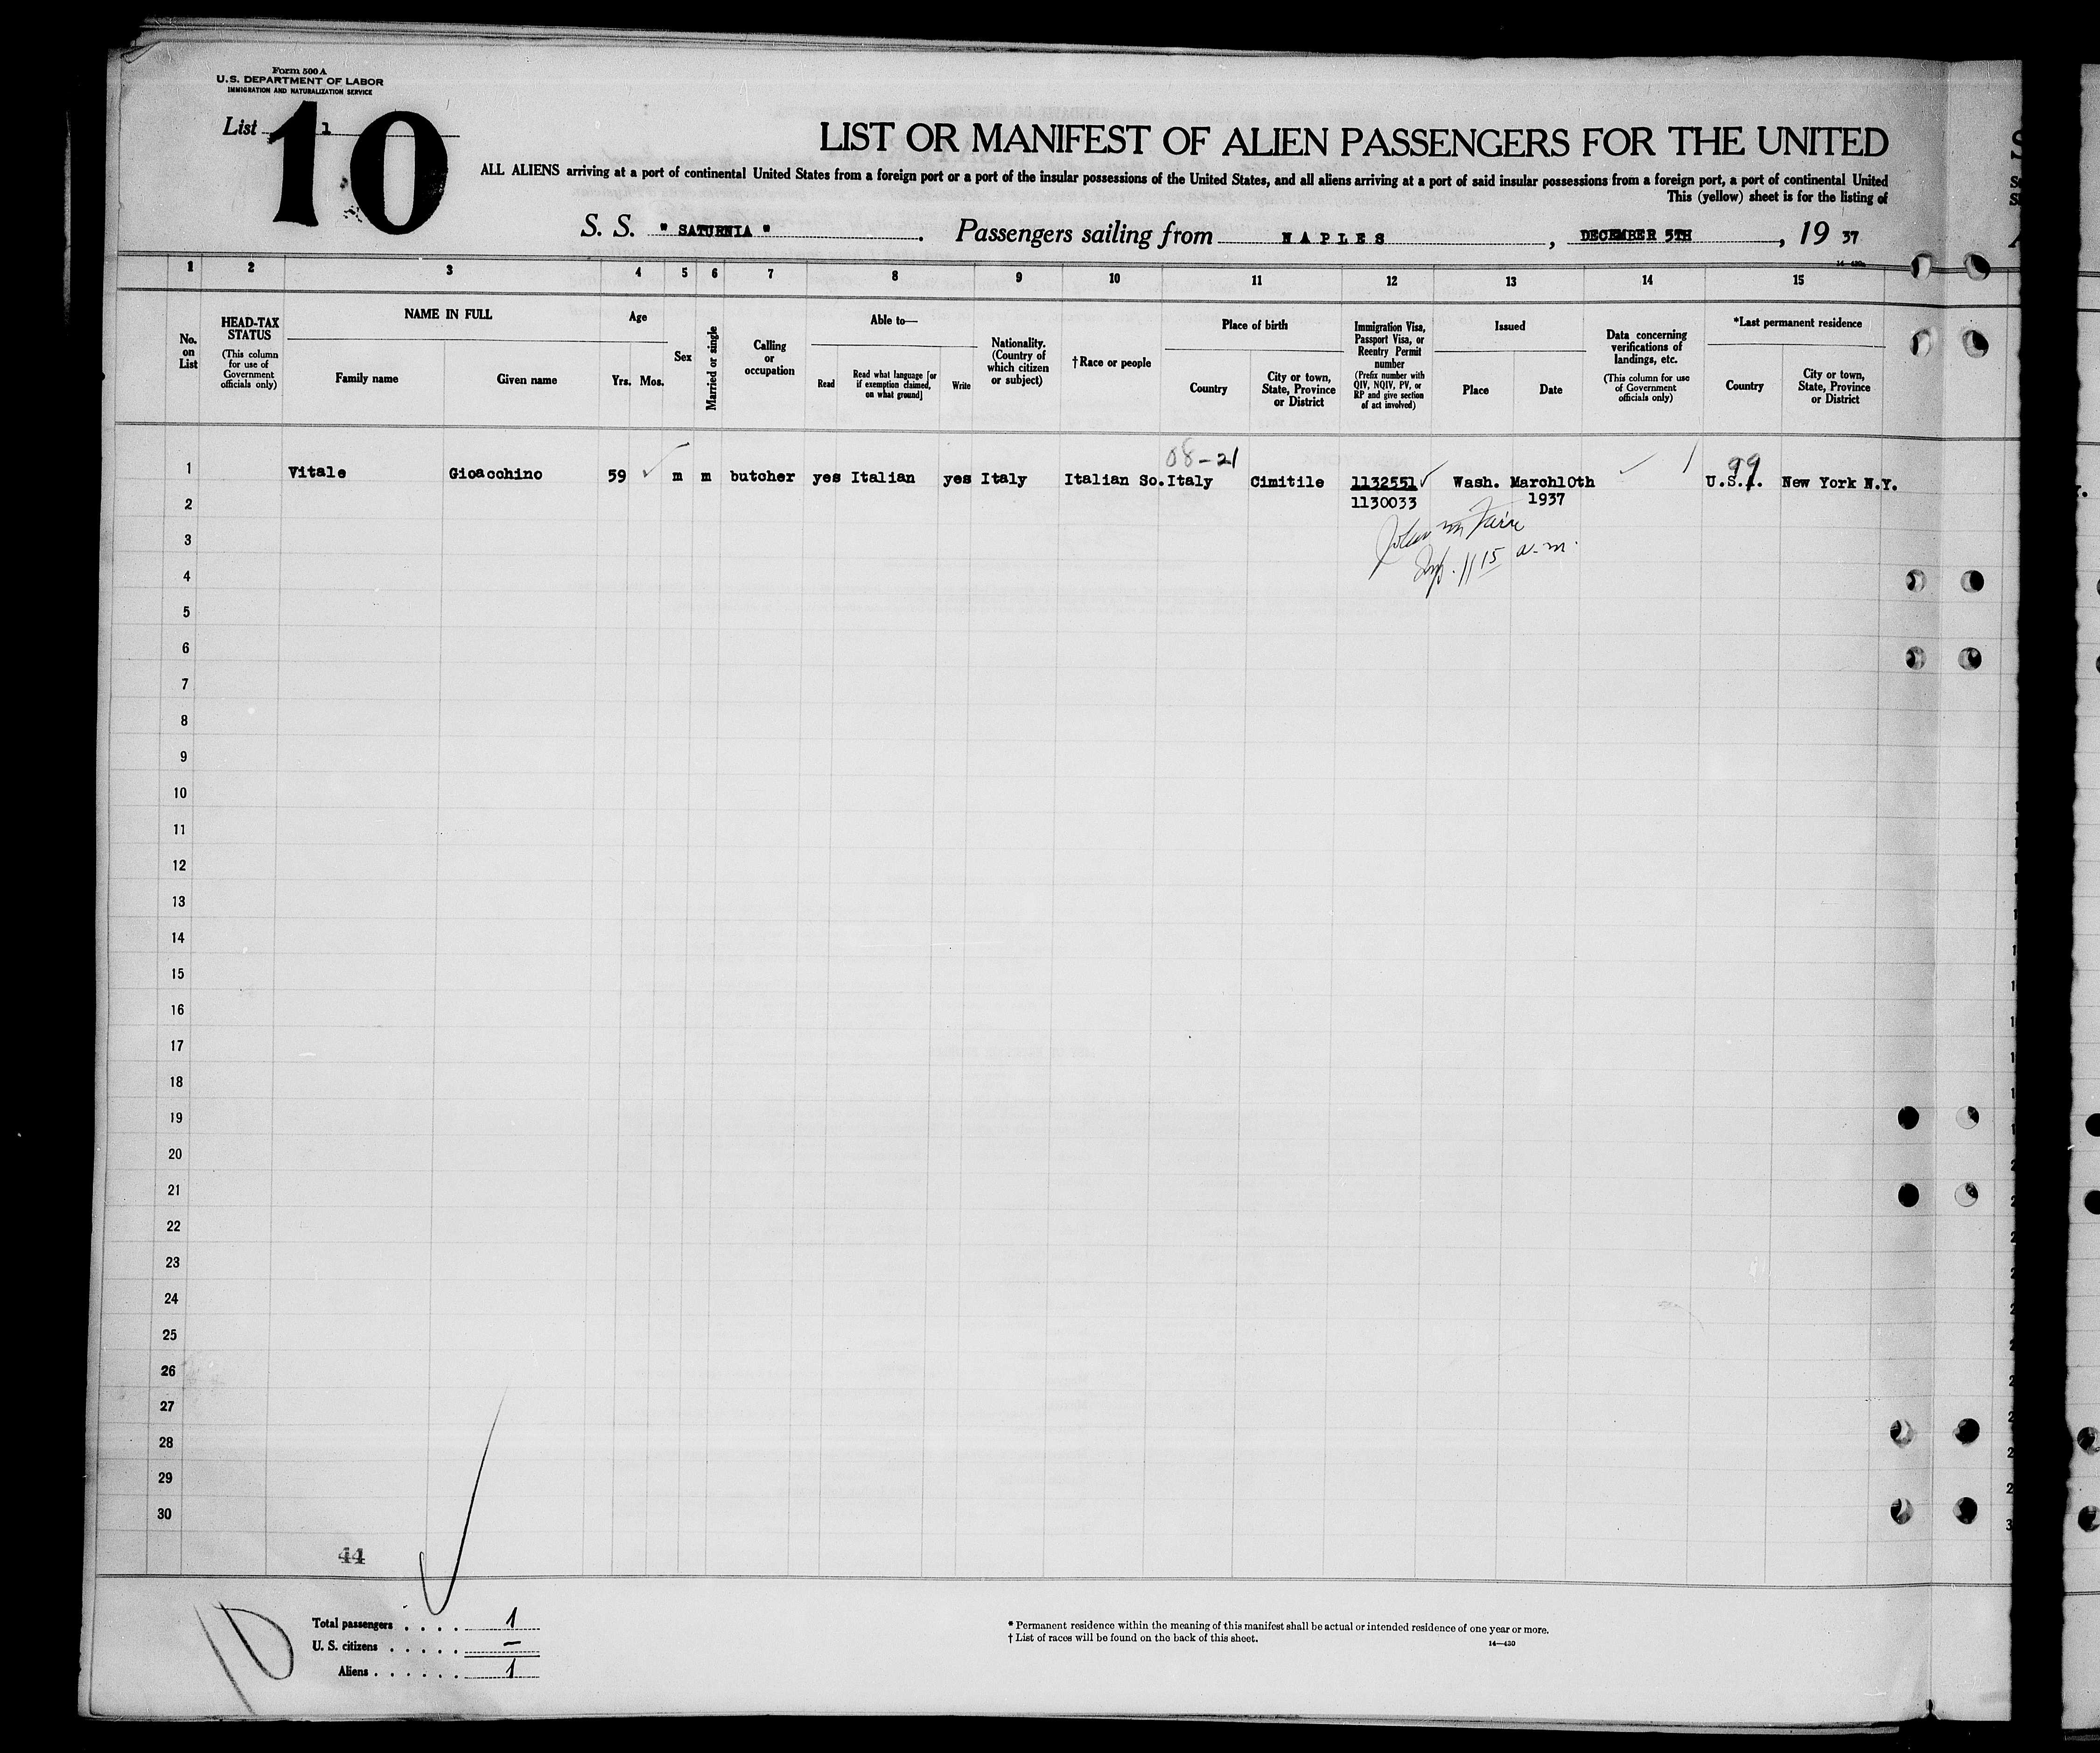 Form 500 A
U.S. DEPARTMENT OF LABOR
IMMIGRATION AND NATURALIZATION SERVICE
List 1
10
LIST OR MANIFEST OF ALIEN PASSENGERS FOR THE UNITED
ALL ALIENS arriving at a port of continental United States from a foreign port or a port of the insular possessions of the United States, and all aliens arriving at a port of said insular possessions from a foreign port, a port of continental United
This (yellow) sheet is for the listing of
S. S. " SATURNIA ". Passengers sailing from NAPLES, DECEMBER 5TH, 19 37
1 2 3 4 5 6 7 8 9 10 11 12 13 14 15
No. on List
HEAD-TAX STATUS
(This column for use of Government officials only)
NAME IN FULL
Family name
Given name
Age
Yrs. Mos.
Sex
Married or single
Calling or occupation
Able to—
Read
Read what language [or if exemption claimed, on what ground]
Write
Nationality. (Country of which citizen or subject)
† Race or people
Place of birth
Country
City or town, State, Province or District
Immigration Visa, Passport Visa, or Reentry Permit number
(Prefix number with QIV, NQIV, PV, or RP and give section of act involved)
Issued
Place
Date
Data concerning verifications of landings, etc.
(This column for use of Government officials only)
*Last permanent residence
Country
City or town, State, Province or District
08-21
99
1 Vitale Gioacchino 59 ✓ m m butcher yes Italian yes Italy Italian So. Italy Cimitile 1132551 ✓ Wash. March10th U.S. New York N.Y.
2 1130033 1937
3
4 11 15 a.m.
5
6
7
8
9
10
11
12
13
14
15
16
17
18
19
20
21
22
23
24
25
26
27
28
29
30
44
10
Total passengers . . . . 1
U. S. citizens . . . . . –
Aliens . . . . . . 1
* Permanent residence within the meaning of this manifest shall be actual or intended residence of one year or more.
† List of races will be found on the back of this sheet.
14—430